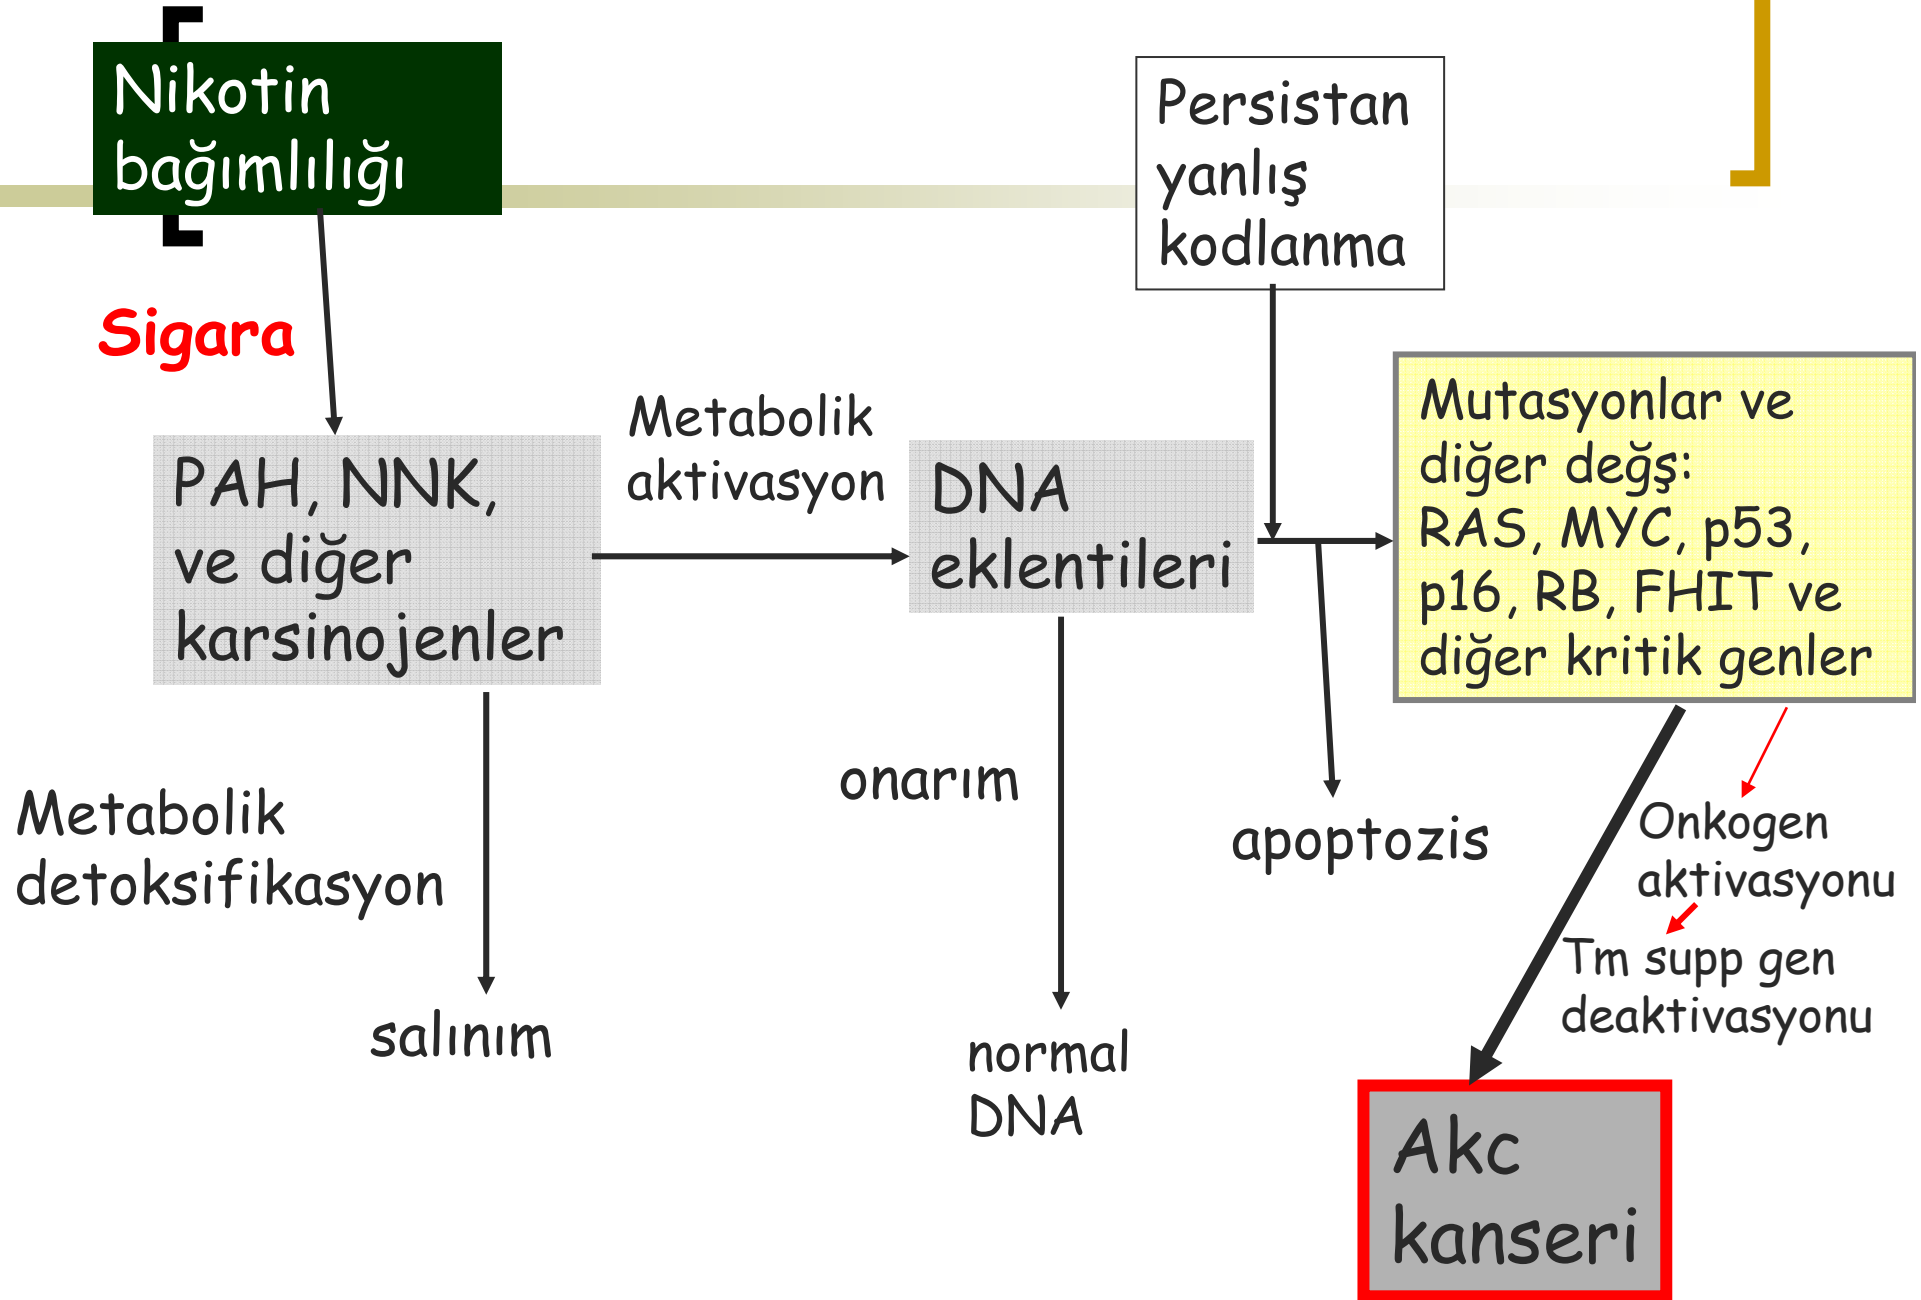 Nikotin
bağımlılığı
Persistan
yanlış
kodlanma
Sigara
Metabolik
aktivasyon
PAH, NNK,
ve diğer
karsinojenler
DNA
eklentileri
Mutasyonlar ve
diğer değş:
RAS, MYC, p53,
p16, RB, FHIT ve
diğer kritik genler
Metabolik
detoksifikasyon
onarım
apoptozis
Onkogen
aktivasyonu
Tm supp gen
deaktivasyonu
salınım
normal
DNA
Akc
kanseri